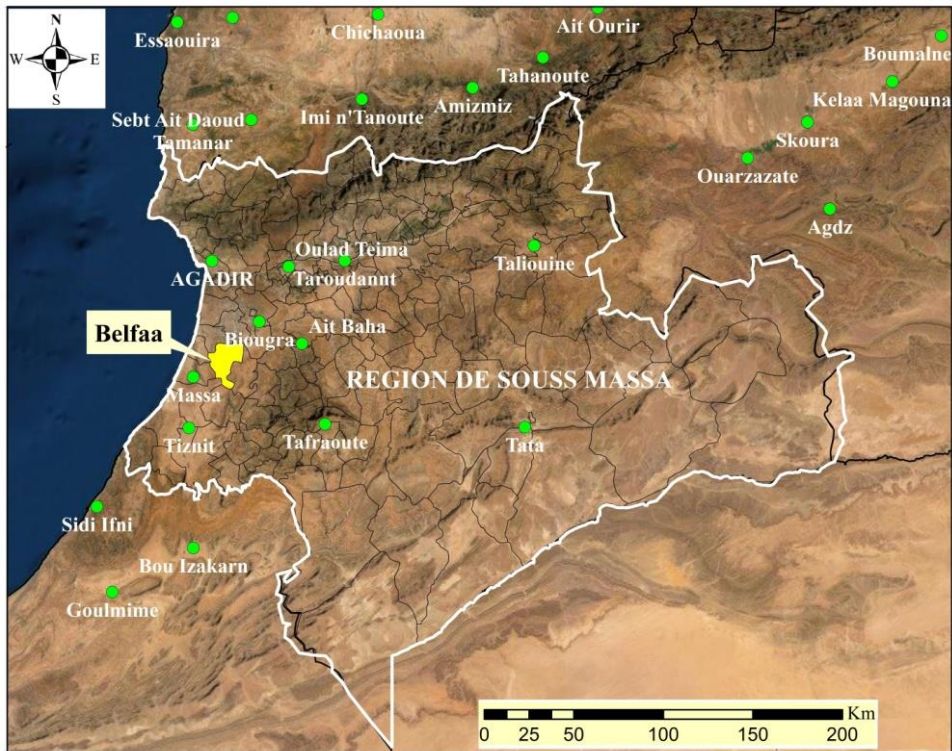 N
W
E
S
Essaouira
Chichaoua
Ait Ourir
Boumalne
Tahanoute
Kelaa Magouna
Amizmiz
Imi n'Tanoute
Sebt Ait Daoud
Tamanar
Skoura
Ouarzazate
Agdz
Oulad Teima
AGADIR
Taroudannt
Taliouine
Belfaa
Biougra
Ait Baha
Massa
REGION DE SOUSS MASSA
Tiznit
Tafraoute
Tata
Sidi Ifni
Bou Izakarn
Goulmime
Km
0 25 50 100 150 200